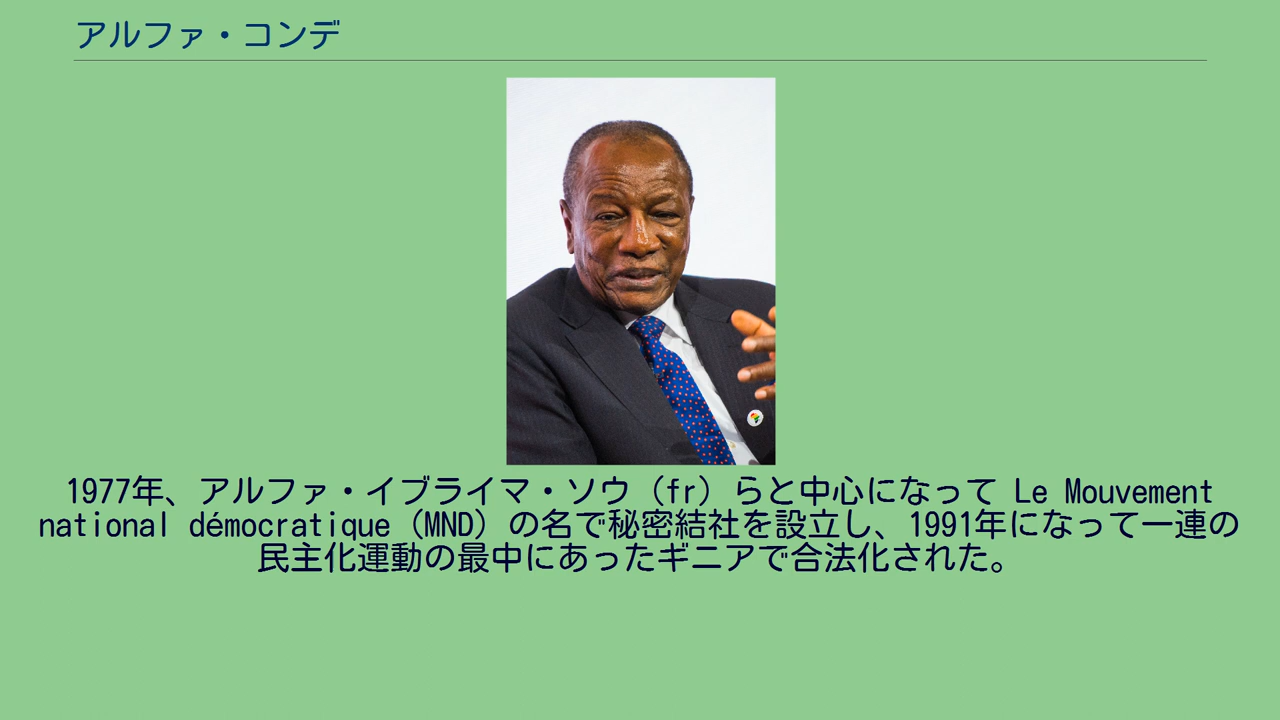 アルファ・コンデ
1977年、アルファ・イブライマ・ソウ（fr）らと中心になって Le Mouvement
national démocratique（MND）の名で秘密結社を設立し、1991年になって一連の
民主化運動の最中にあったギニアで合法化された。